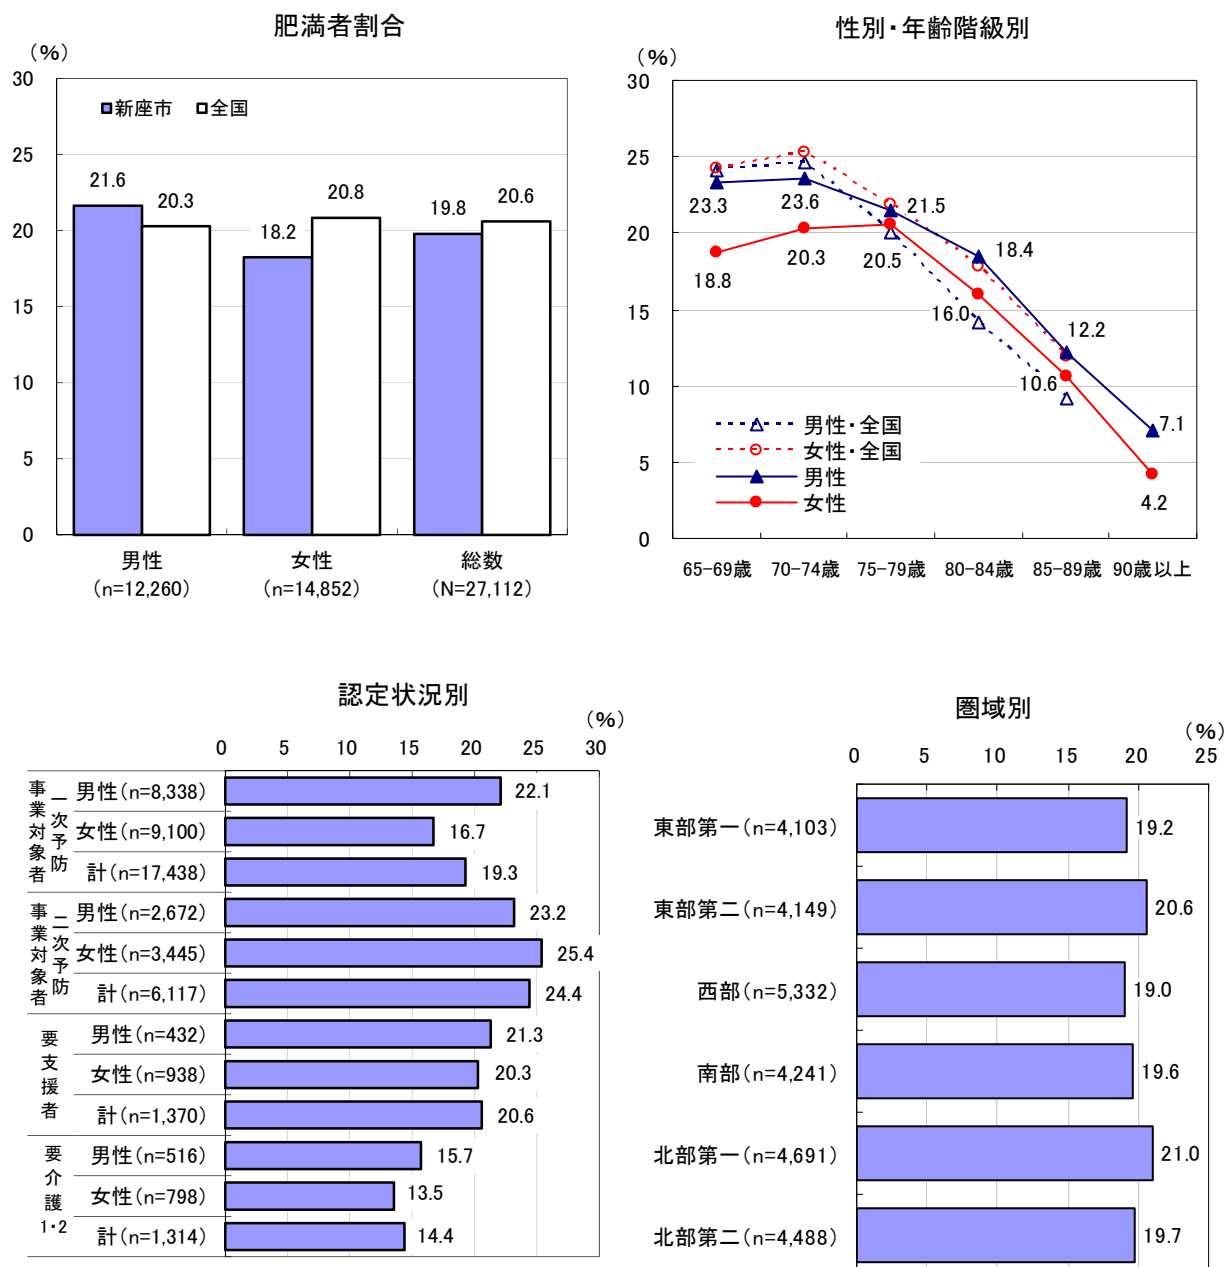 肥満者割合
(%)
30
25
20
15
10
5
0
新座市 全国
21.6
20.3
18.2
20.8
19.8
20.6
男性
(n=12,260)
女性
(n=14,852)
総数
(N=27,112)
性別・年齢階級別
(%)
30
25
20
15
10
5
0
23.3
23.6
21.5
18.4
12.2
7.1
18.8
20.3
20.5
16.0
10.6
4.2
男性・全国
女性・全国
男性
女性
65-69歳 70-74歳 75-79歳 80-84歳 85-89歳 90歳以上
認定状況別
(%)
0 5 10 15 20 25 30
一次予防
事業対象者
男性(n=8,338) 22.1
女性(n=9,100) 16.7
計(n=17,438) 19.3
二次予防
事業対象者
男性(n=2,672) 23.2
女性(n=3,445) 25.4
計(n=6,117) 24.4
要支援者
男性(n=432) 21.3
女性(n=938) 20.3
計(n=1,370) 20.6
要介護
1・2
男性(n=516) 15.7
女性(n=798) 13.5
計(n=1,314) 14.4
圏域別
(%)
0 5 10 15 20 25
東部第一(n=4,103) 19.2
東部第二(n=4,149) 20.6
西部(n=5,332) 19.0
南部(n=4,241) 19.6
北部第一(n=4,691) 21.0
北部第二(n=4,488) 19.7